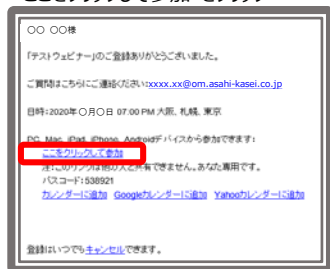 ここをクリックして参加 をクリック
〇〇 〇〇様
「テストウェビナー」のご登録ありがとうございました。
ご質問はこちらにご連絡ください:xxxx.xx@om.asahi-kasei.co.jp
日時:2020年〇月〇日 07:00 PM 大阪、札幌、東京
PC, Mac, iPad, iPhone, Androidデバイスから参加できます:
ここをクリックして参加
注:このリンクは他の人と共有できません。あなた専用です。
パスコード:538921
カレンダーに追加 Googleカレンダーに追加 Yahooカレンダーに追加
登録はいつでもキャンセルできます。